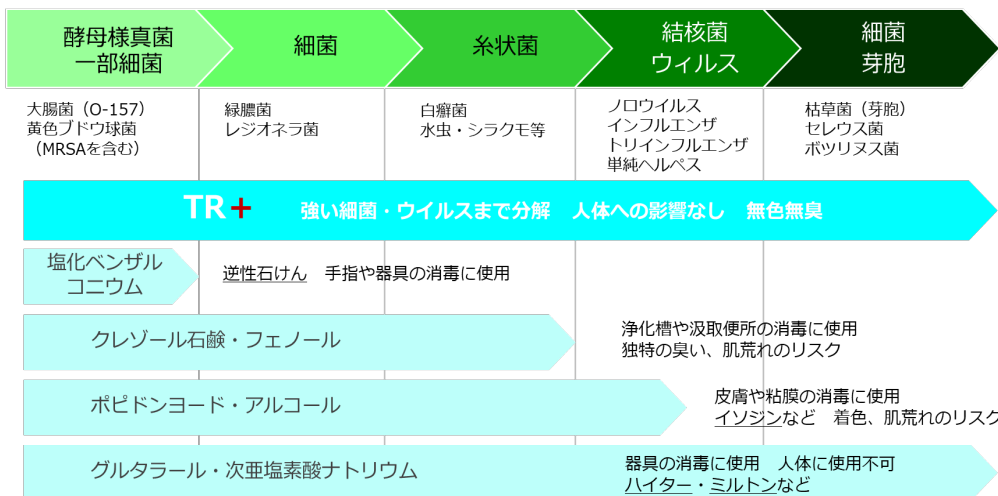 酵母様真菌
一部細菌
細菌
糸状菌
結核菌
ウィルス
細菌
芽胞
大腸菌（O-157）
黄色ブドウ球菌
（MRSAを含む）
緑膿菌
レジオネラ菌
白癬菌
水虫・シラクモ等
ノロウイルス
インフルエンザ
トリインフルエンザ
単純ヘルペス
枯草菌（芽胞）
セレウス菌
ボツリヌス菌
TR+ 強い細菌・ウイルスまで分解 人体への影響なし 無色無臭
塩化ベンザル
コニウム
逆性石けん 手指や器具の消毒に使用
クレゾール石鹸・フェノール
浄化槽や汲取便所の消毒に使用
独特の臭い、肌荒れのリスク
ポピドンヨード・アルコール
皮膚や粘膜の消毒に使用
イソジンなど 着色、肌荒れのリスク
グルタラール・次亜塩素酸ナトリウム
器具の消毒に使用 人体に使用不可
ハイター・ミルトンなど